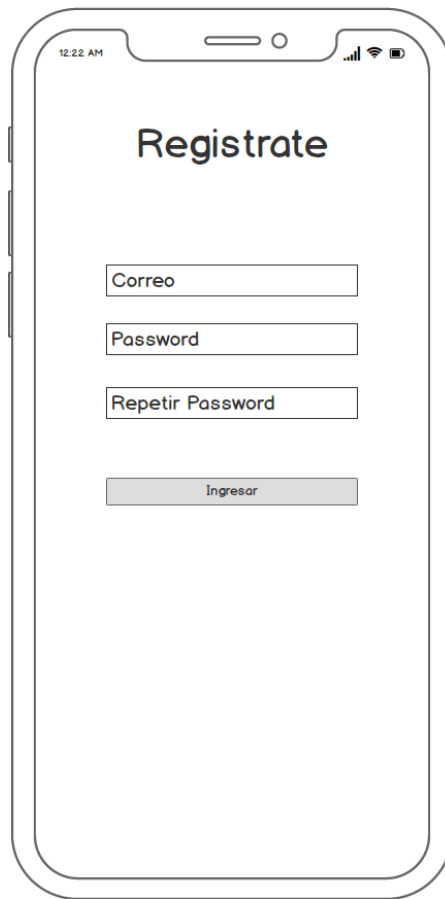 12:22 AM
Registrate
Correo
Password
Repetir Password
Ingresar